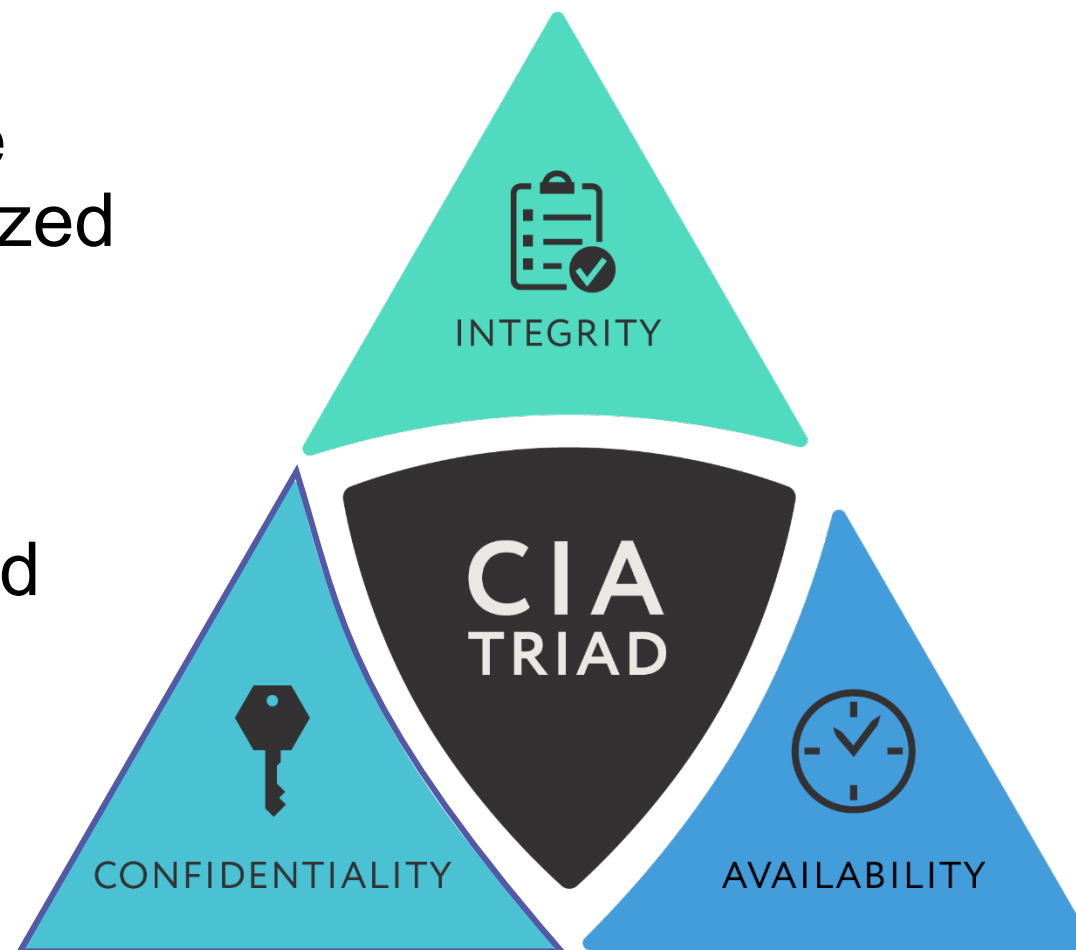 e
zed
INTEGRITY
d
CIA
TRIAD
CONFIDENTIALITY
AVAILABILITY